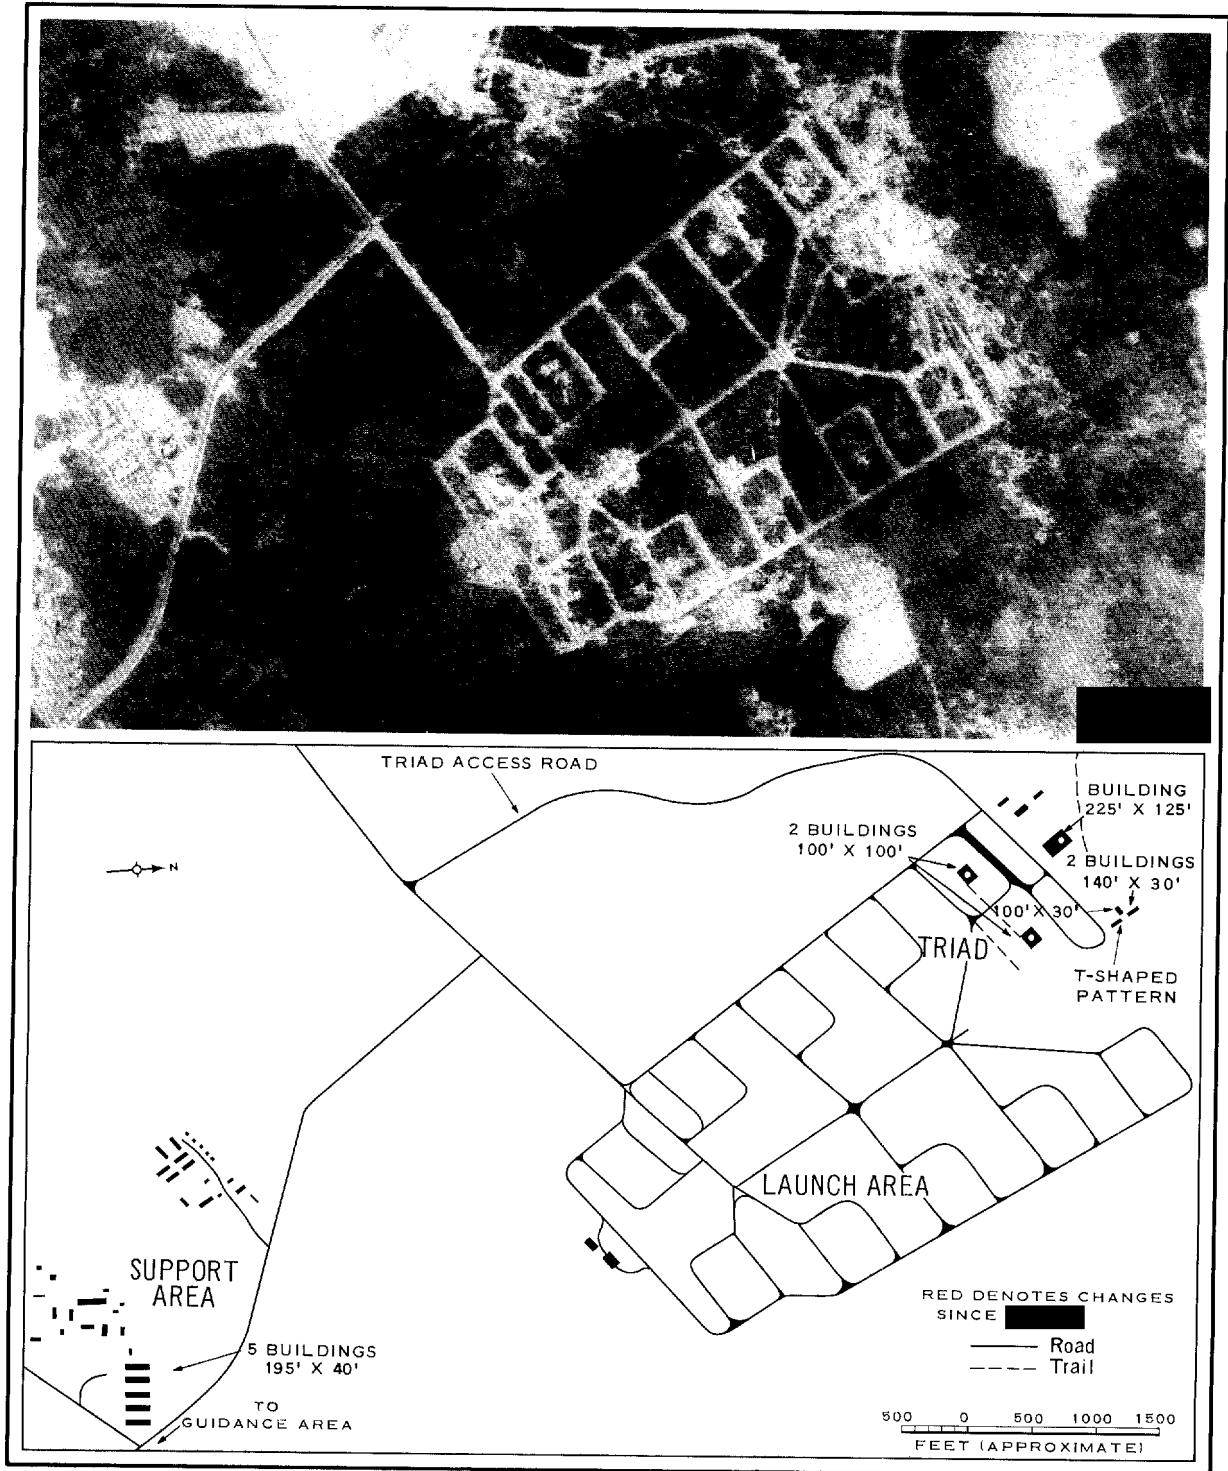 TRIAD ACCESS ROAD
BUILDING
225' X 125'
2 BUILDINGS
100' X 100'
2 BUILDINGS
140' X 30'
N
100' X 30'
TRIAD
T-SHAPED
PATTERN
LAUNCH AREA
SUPPORT
AREA
RED DENOTES CHANGES
SINCE
Road
Trail
5 BUILDINGS
195' X 40'
TO
GUIDANCE AREA
500 0 500 1000 1500
FEET (APPROXIMATE)